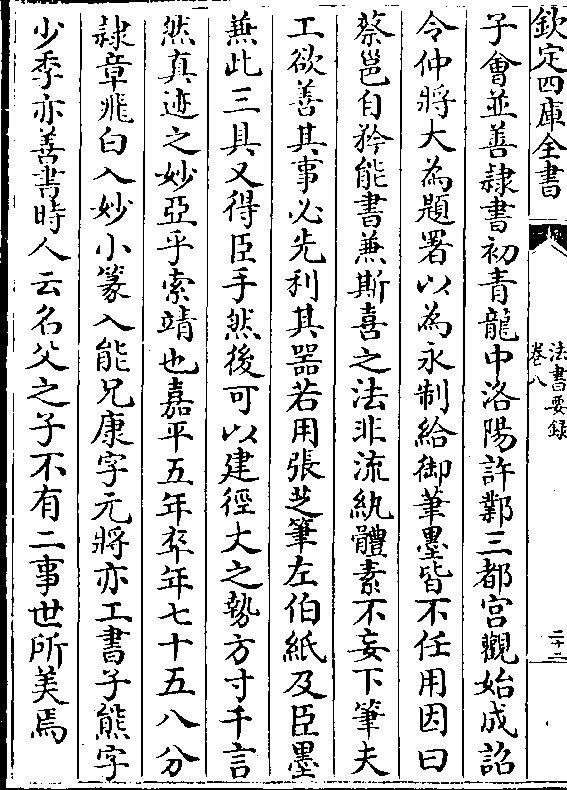 欽定四庫全書
法書要録
卷八
二十二
子㑹並善隷書初青龍中洛陽許鄴三都宫觀始成詔
令仲將大為題署以為永制給御筆墨皆不任用因曰
蔡邕自矜能書兼斯喜之法非流紈體素不妄下筆夫
工欲善其事必先利其器若用張芝筆左伯紙及臣墨
兼此三具又得臣手然後可以建徑丈之勢方寸千言
然真迹之妙亞乎索靖也嘉平五年卒年七十五八分
隷章飛白入妙小篆入能兄康字元將亦工書子熊字
少季亦善書時人云名父之子不有二事世所美焉